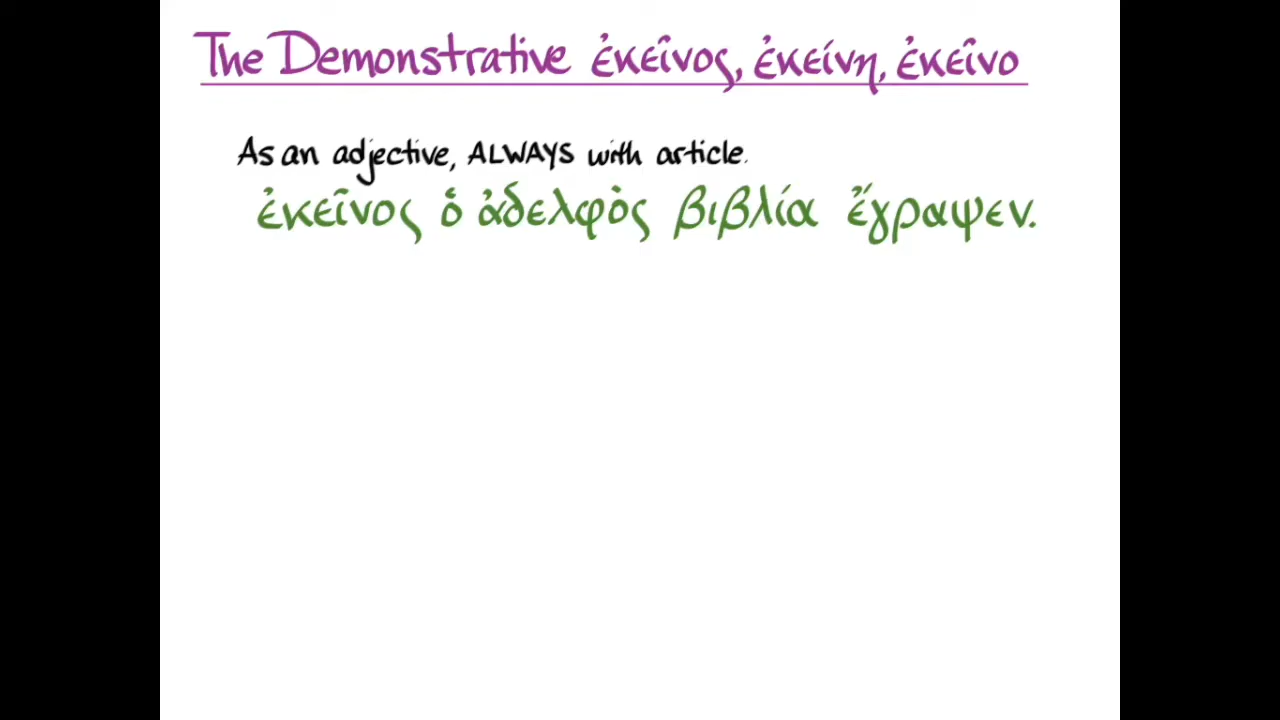 The Demonstrative ἐκεῖνος, ἐκείνη, ἐκεῖνο
As an adjective, ALWAYS with article.
ἐκεῖνος ὁ ἀδελφὸς βιβλία ἔγραψεν.